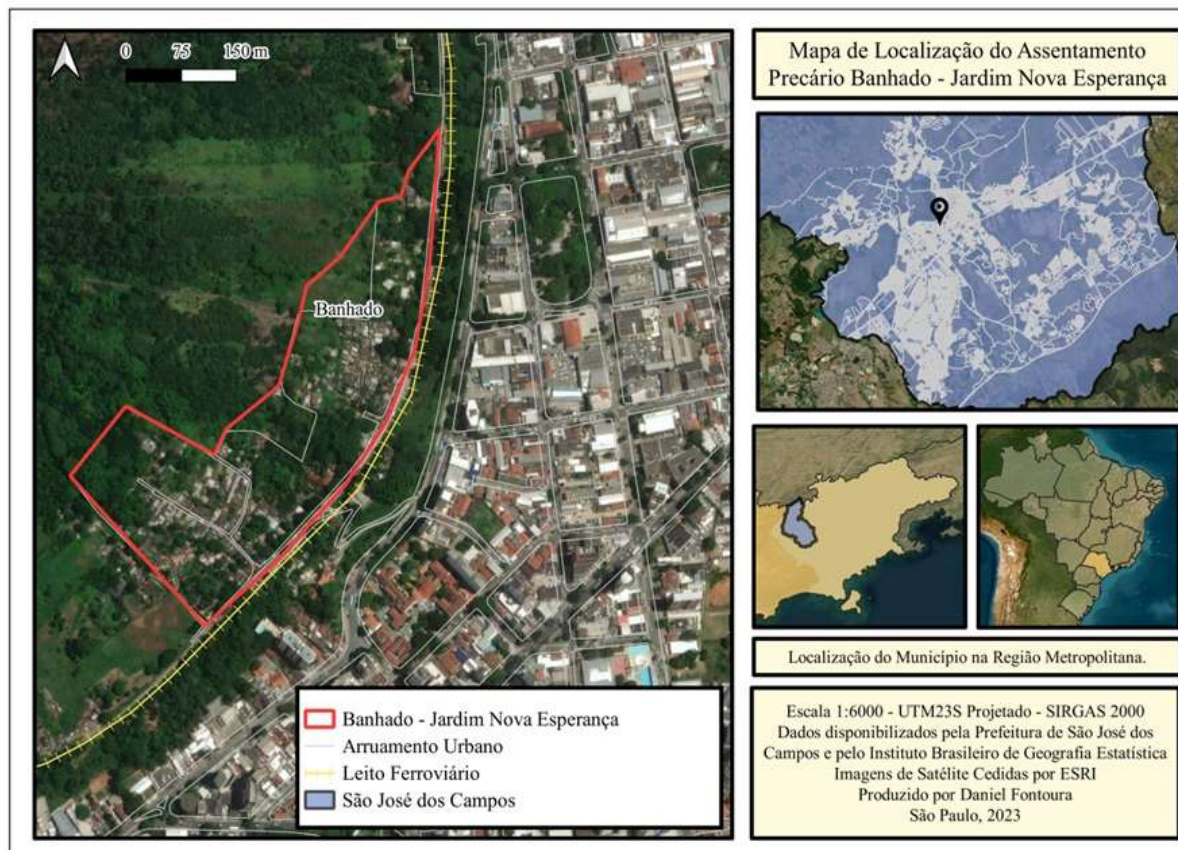 0 75 150 m
Banhado
Banhado - Jardim Nova Esperança
Arruamento Urbano
Leito Ferroviário
São José dos Campos
Mapa de Localização do Assentamento
Precário Banhado - Jardim Nova Esperança
Localização do Município na Região Metropolitana.
Escala 1:6000 - UTM23S Projetado - SIRGAS 2000
Dados disponibilizados pela Prefeitura de São José dos
Campos e pelo Instituto Brasileiro de Geografia Estatística
Imagens de Satélite Cedidas por ESRI
Produzido por Daniel Fontoura
São Paulo, 2023